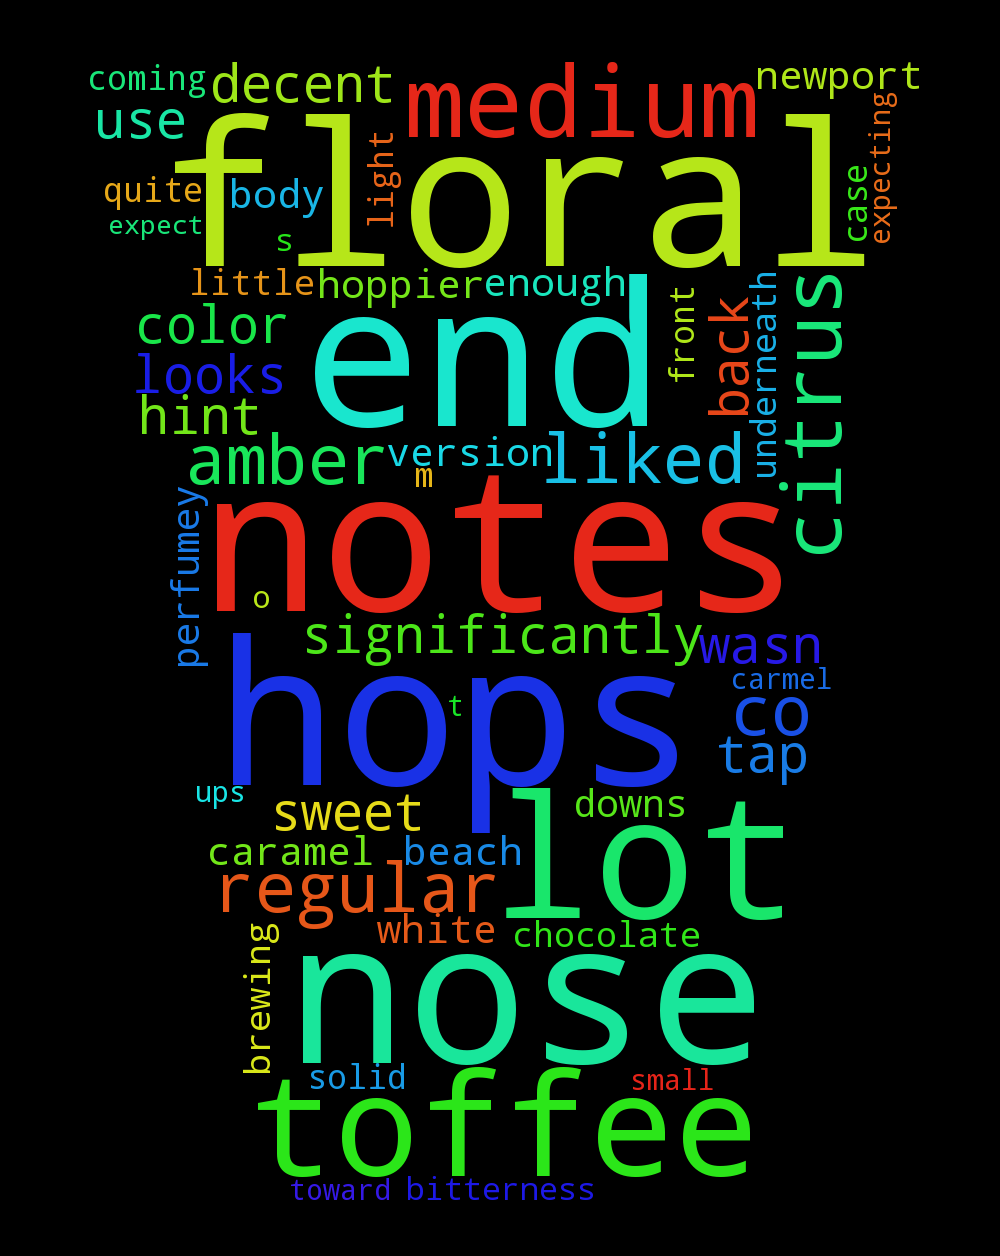 coming
decent
medium
newport
use
floral
light
expecting
quite
body
case
expect
s
little
hoppier
enough
end
color
front
back
underneath
citrus
looks
hint
amber
version
m
liked
notes
perfumey
o
significantly
wasn
hops
carmel
t
co
tap
ups
sweet
lot
downs
caramel
beach
regular
white
chocolate
brewing
nose
solid
small
toffee
toward
bitterness